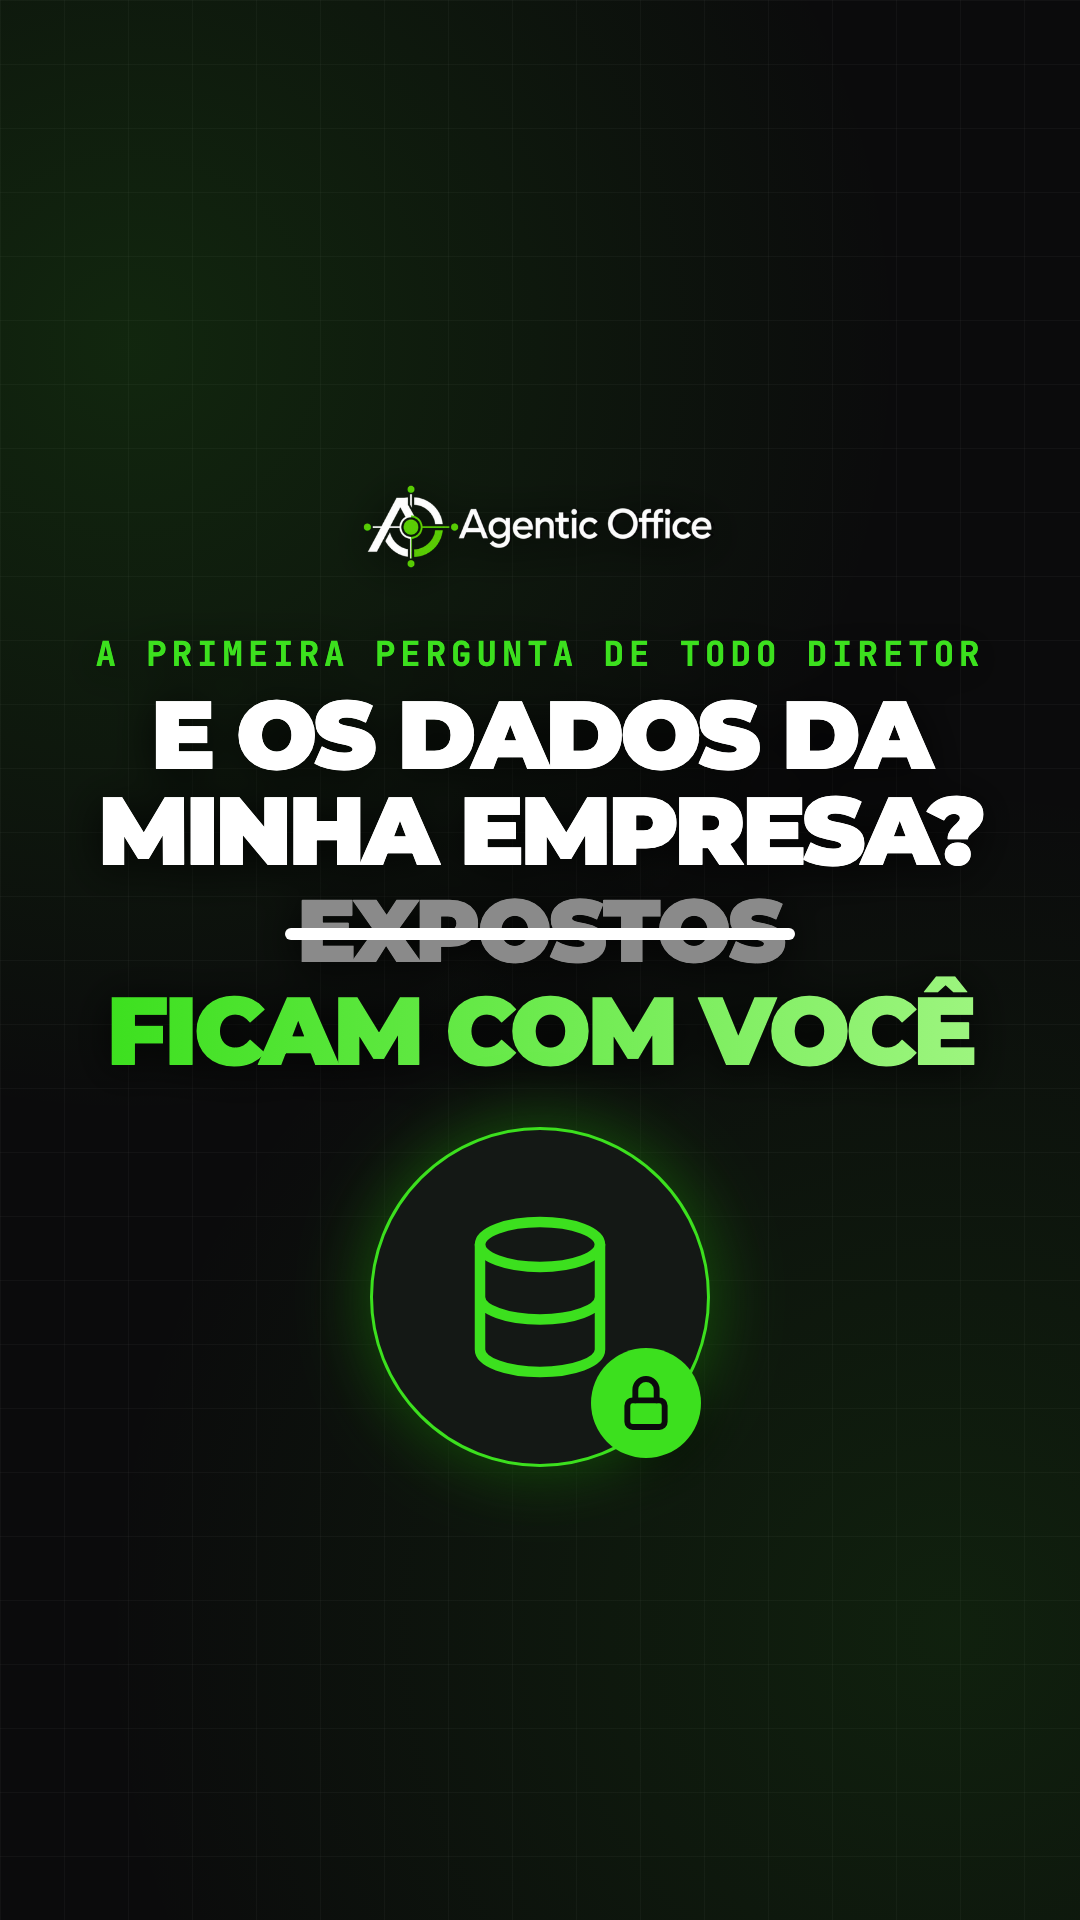 Agentic Office
A PRIMEIRA PERGUNTA DE TODO DIRETOR
E OS DADOS DA
MINHA EMPRESA?
EXPOSTOS
FICAM COM VOCÊ